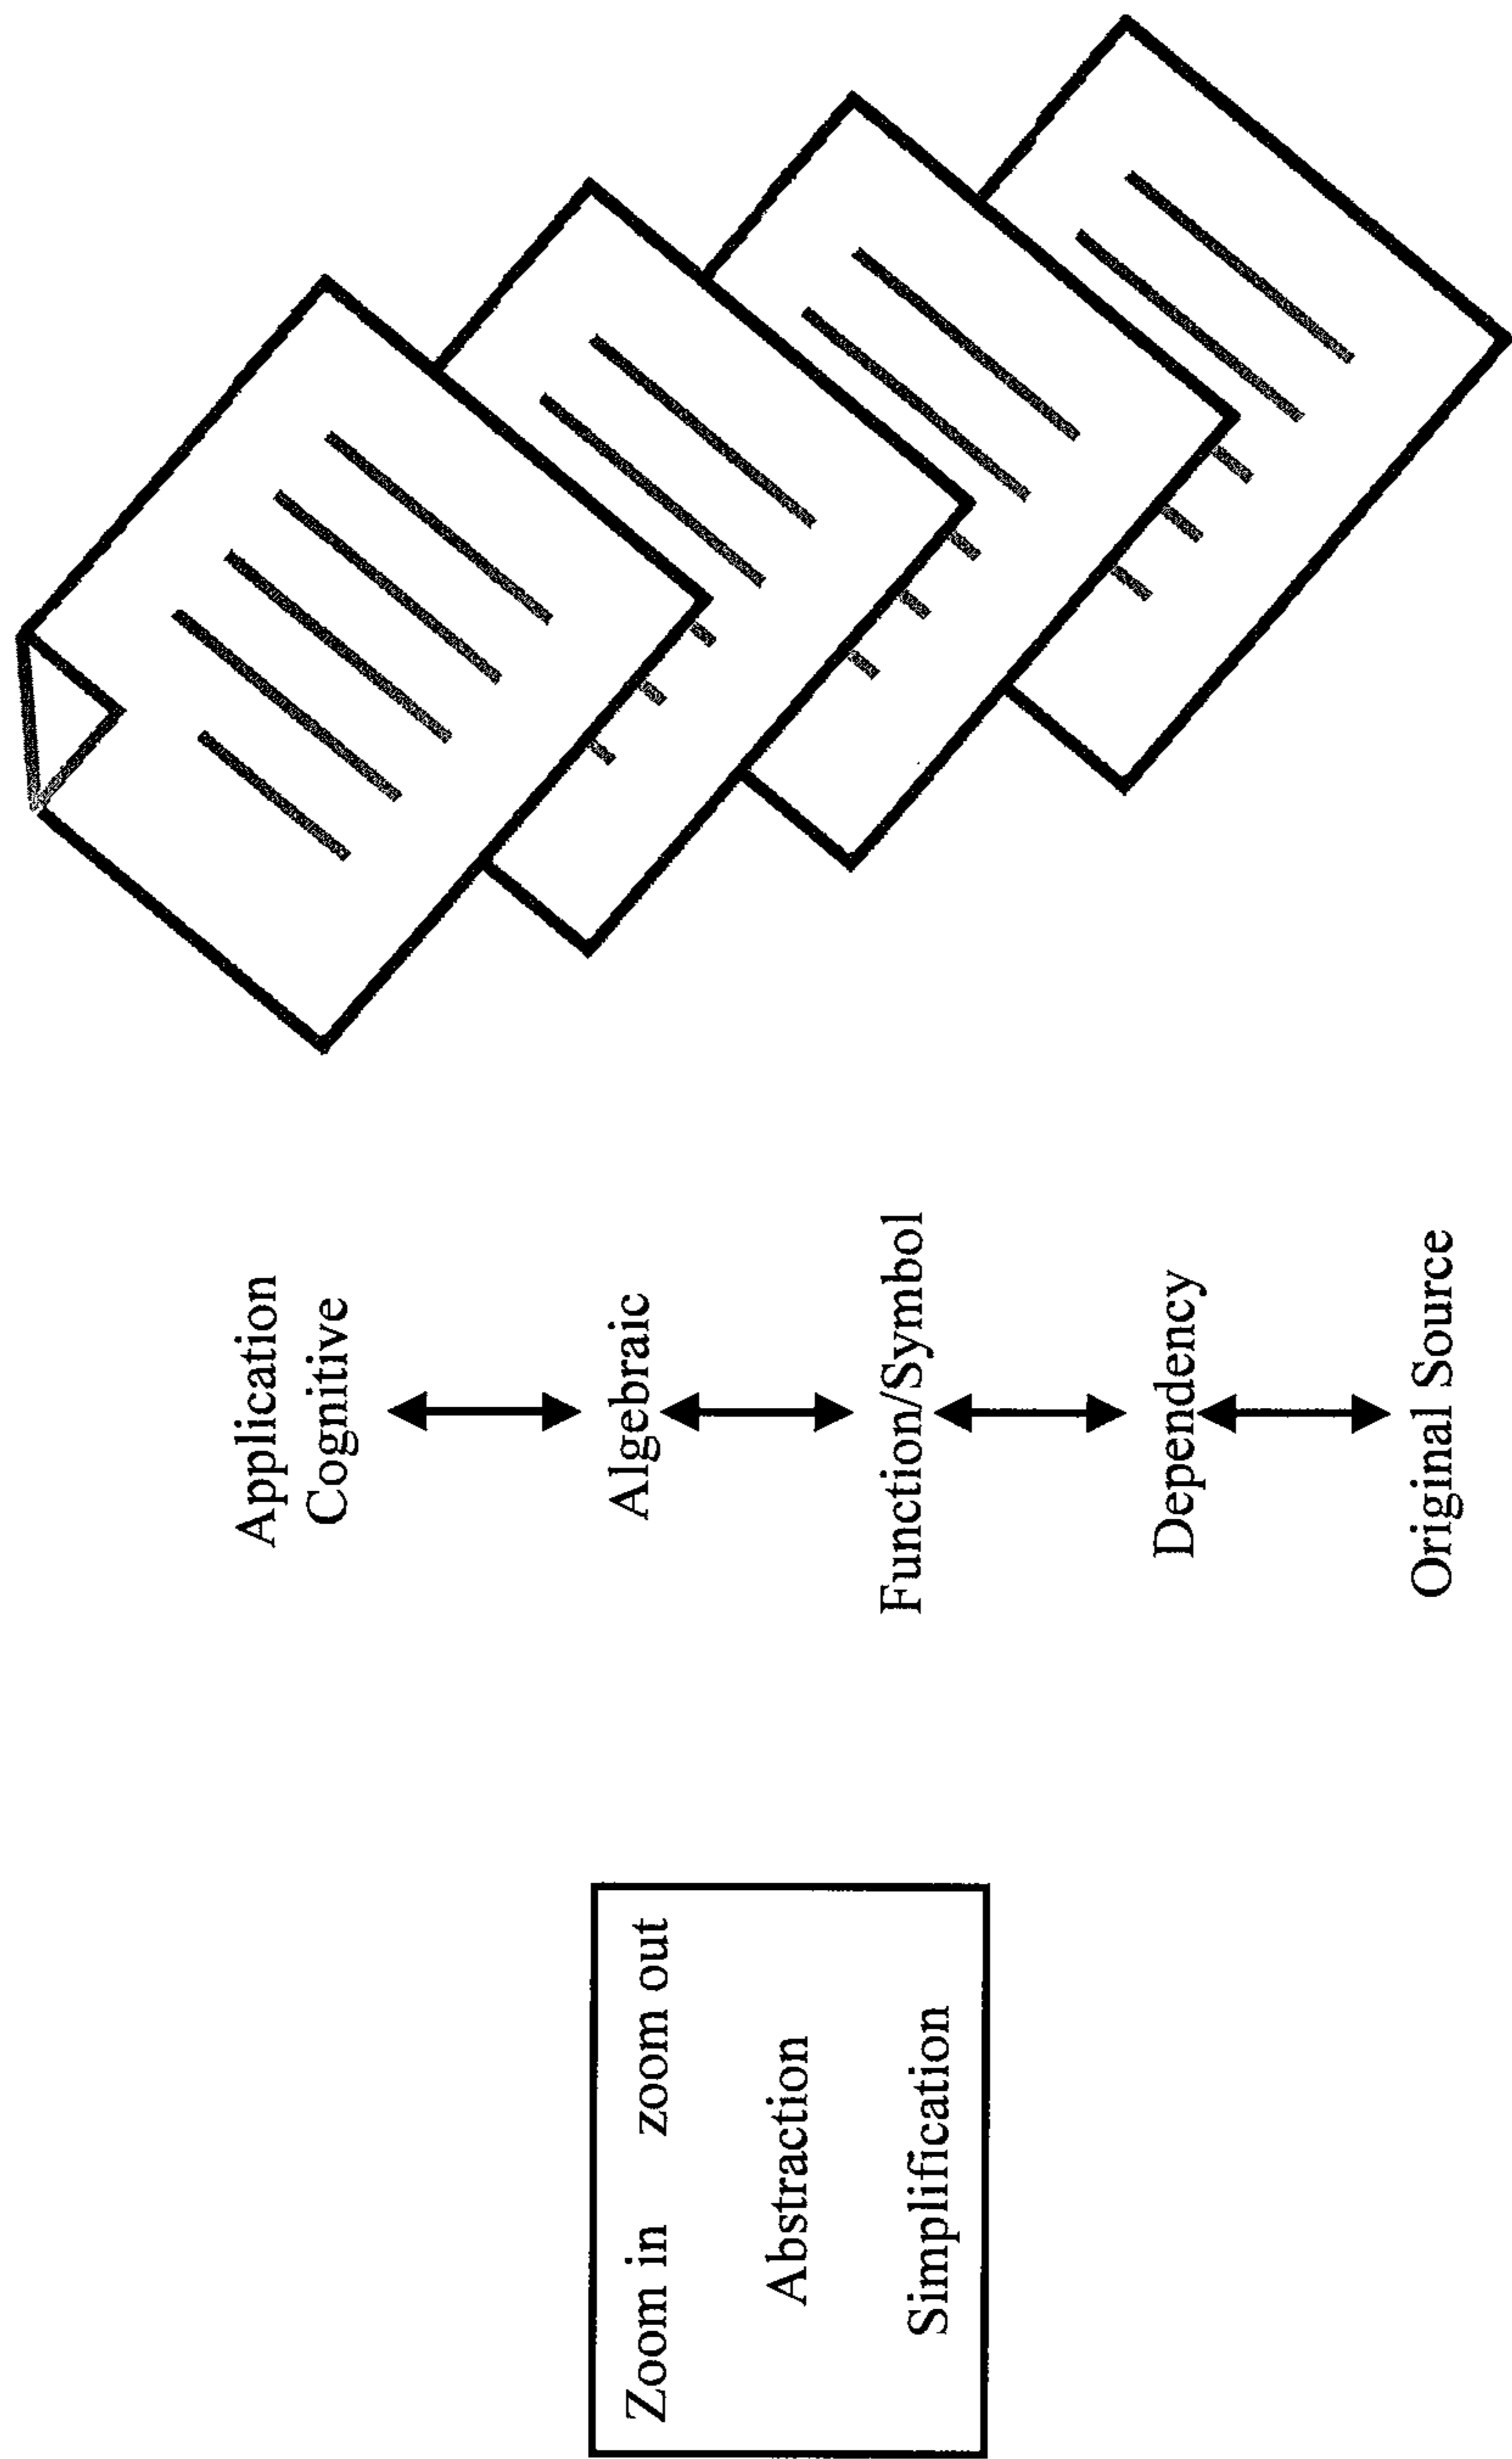 Zoom in zoom out
Abstraction
Simplification
Application
Cognitive
Algebraic
Function/Symbol
Dependency
Original Source